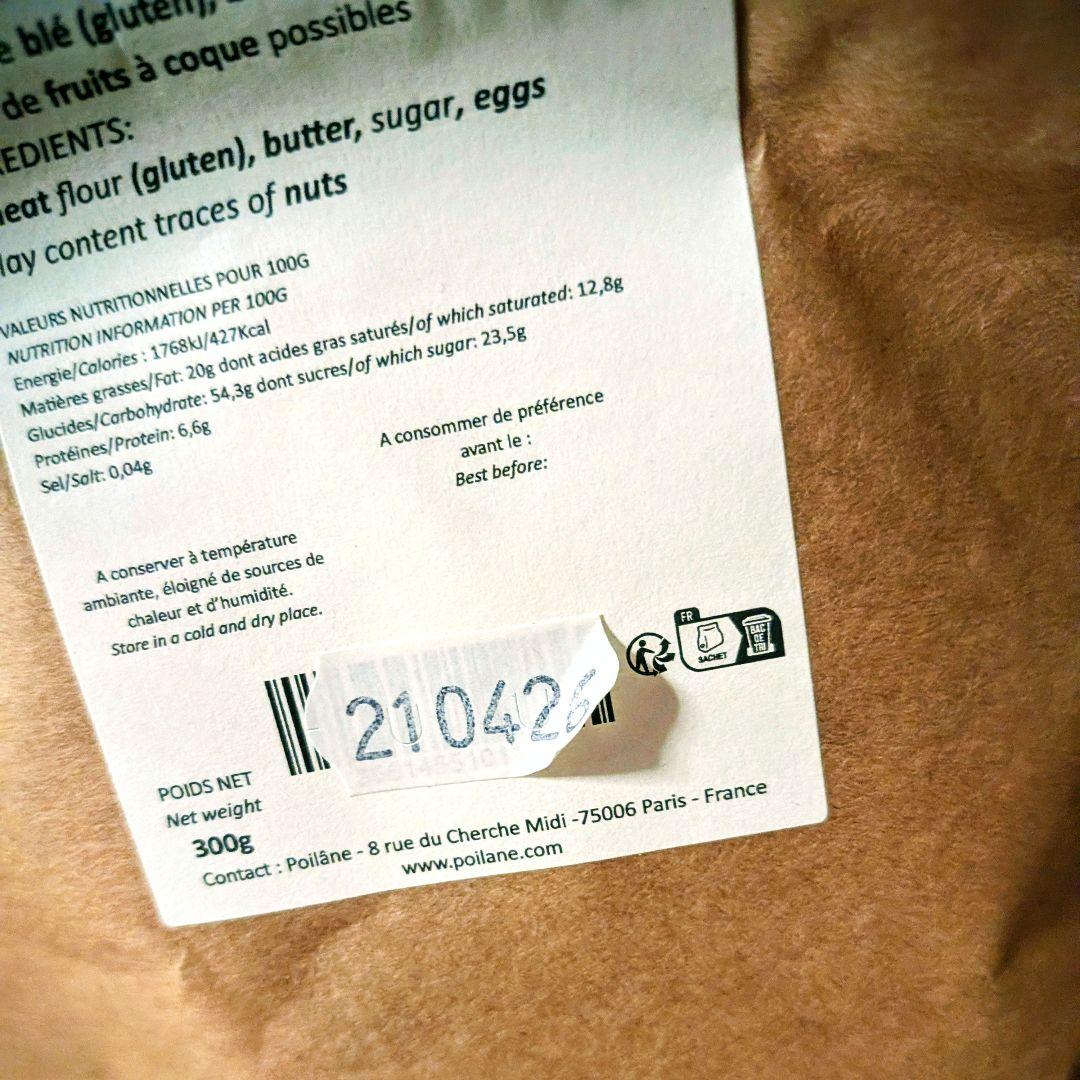 blé (gluten),
de fruits à coque possibles
EDIENTS:
eat flour (gluten), butter, sugar, eggs
ay content traces of nuts
VALEURS NUTRITIONNELLES POUR 100G
NUTRITION INFORMATION PER 100G
Energie/Calories : 1768kJ/427Kcal
Matières grasses/Fat: 20g dont acides gras saturés/of which saturated: 12,8g
Glucides/Carbohydrate: 54,3g dont sucres/of which sugar: 23,5g
Protéines/Protein: 6,6g
Sel/Salt: 0,04g
A consommer de préférence
avant le :
Best before:
A conserver à température
ambiante, éloigné de sources de
chaleur et d'humidité.
Store in a cold and dry place.
FR
SACHET
BAC
DE
TRI
210426
POIDS NET
Net weight
300g
Contact : Poilâne - 8 rue du Cherche Midi -75006 Paris - France
www.poilane.com